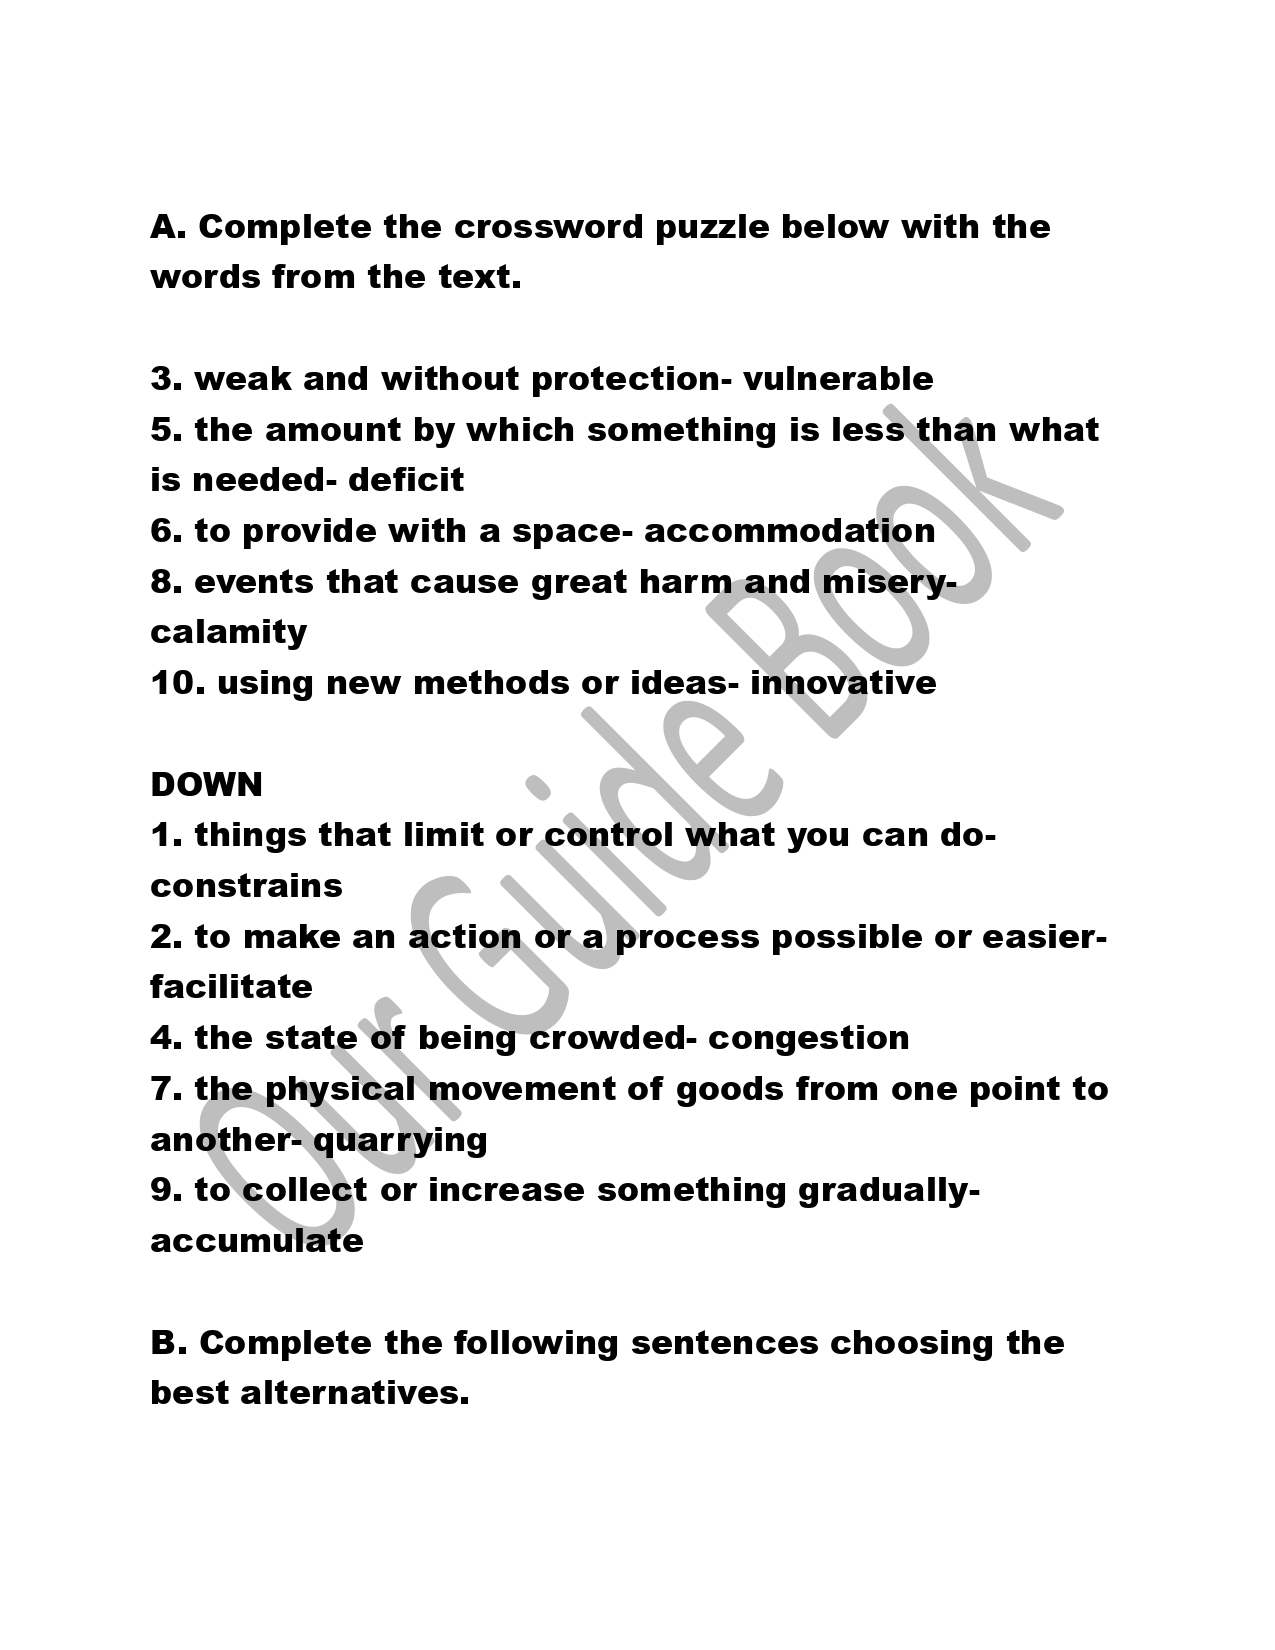 A. Complete the crossword puzzle below with the
words from the text.
3. weak and without protection- vulnerable
5. the amount by which something is less than what
is needed- deficit
6. to provide with a space- accommodation
8. events that cause great harm and misery-
calamity
10. using new methods or ideas- innovative
DOWN
1. things that limit or control what you can do-
constrains
2. to make an action or a process possible or easier-
facilitate
4. the state of being crowded- congestion
7. the physical movement of goods from one point to
another- quarrying
9. to collect or increase something gradually-
accumulate
B. Complete the following sentences choosing the
best alternatives.
Our Guide Book